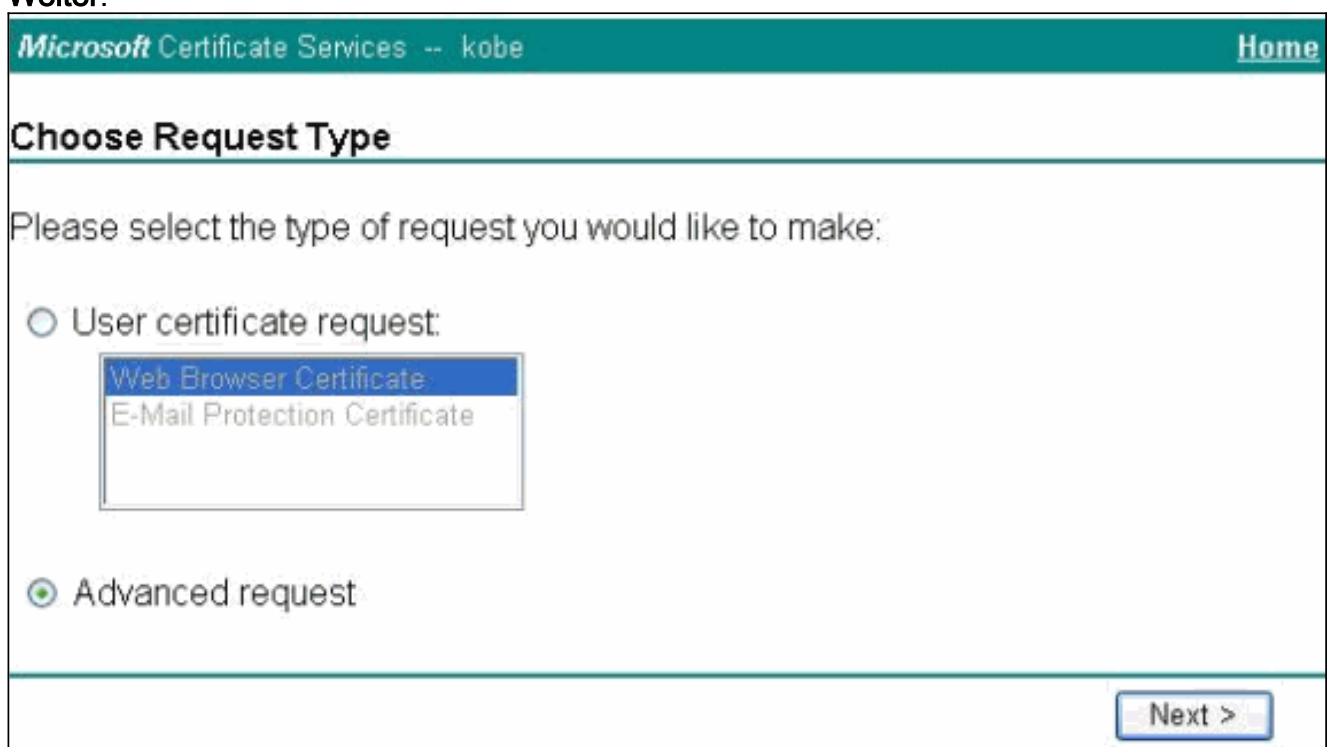 Weiter.
Microsoft Certificate Services -- kobe Home
Choose Request Type
Please select the type of request you would like to make:
User certificate request:
Web Browser Certificate
E-Mail Protection Certificate
Advanced request
Next >